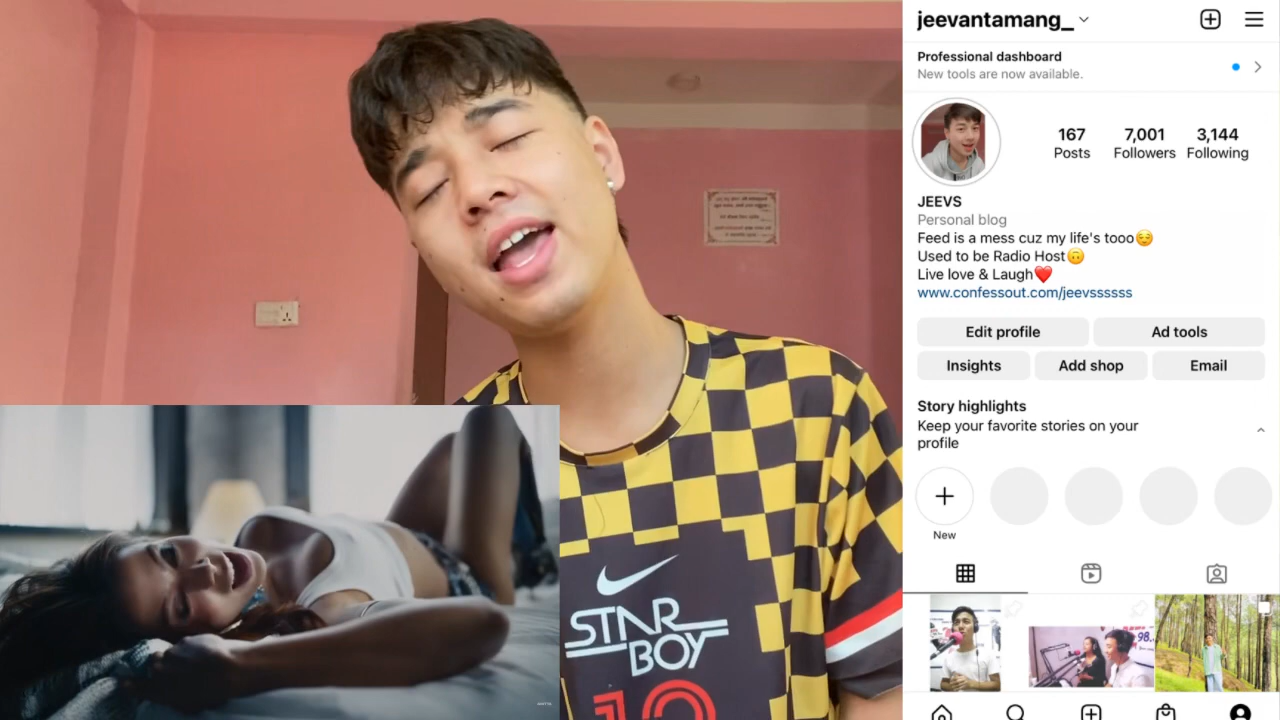 jeevantamang_
Professional dashboard
New tools are now available.
167
Posts
7,001
Followers
3,144
Following
JEEVS
Personal blog
Feed is a mess cuz my life's tooo😌
Used to be Radio Host🙃
Live love & Laugh❤️
www.confessout.com/jeevssssss
Edit profile
Ad tools
Insights
Add shop
Email
Story highlights
Keep your favorite stories on your
profile
New
98.
STAR
BOY
10